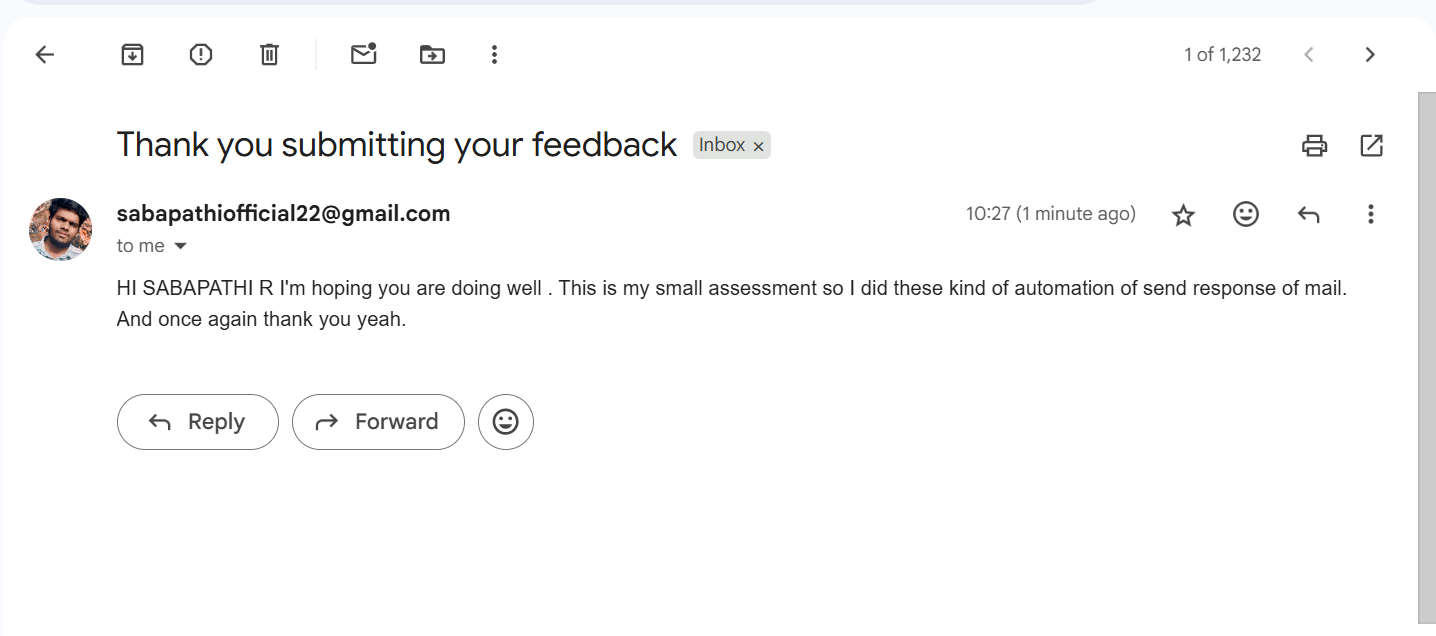 1 of 1,232
Thank you submitting your feedback Inbox ×
sabapathiofficial22@gmail.com 10:27 (1 minute ago)
to me
HI SABAPATHI R I'm hoping you are doing well . This is my small assessment so I did these kind of automation of send response of mail.
And once again thank you yeah.
Reply Forward